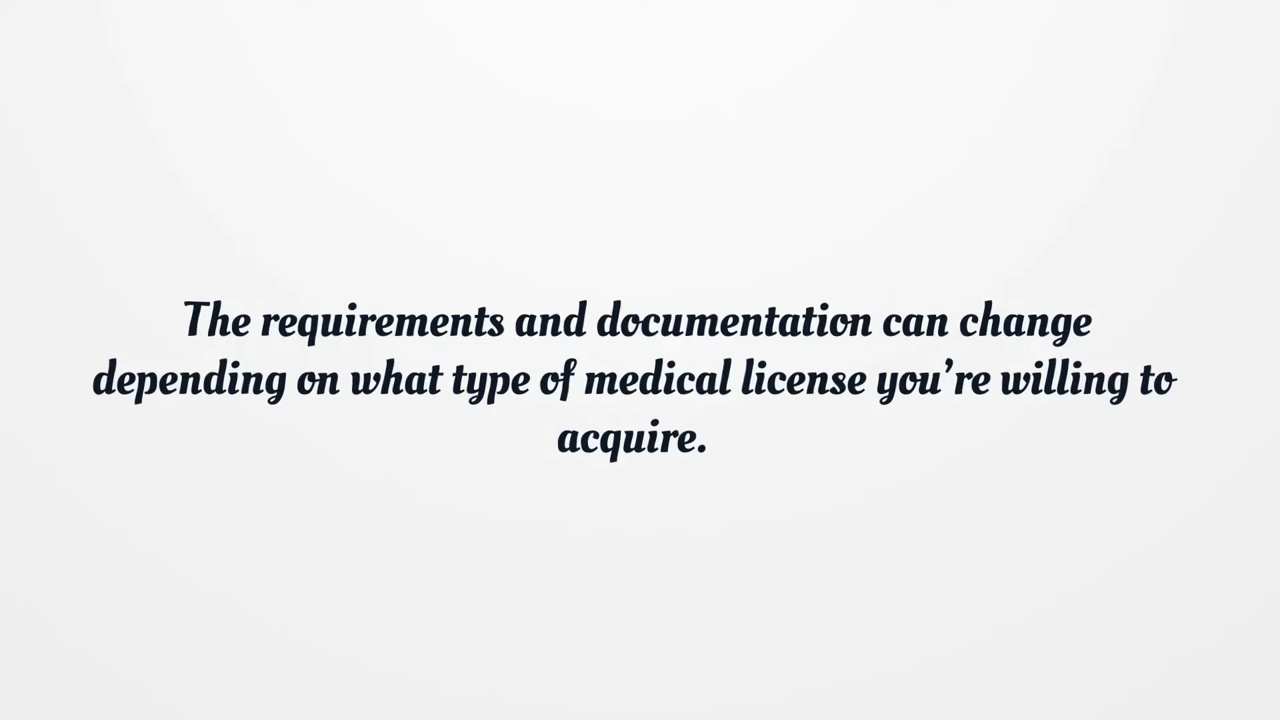 The requirements and documentation can change
depending on what type of medical license you’re willing to
acquire.